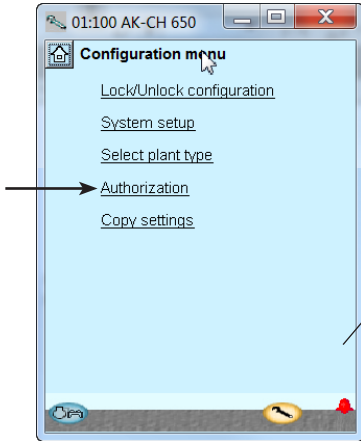 01:100 AK-CH 650
Configuration menu
Lock/Unlock configuration
System setup
Select plant type
Authorization
Copy settings